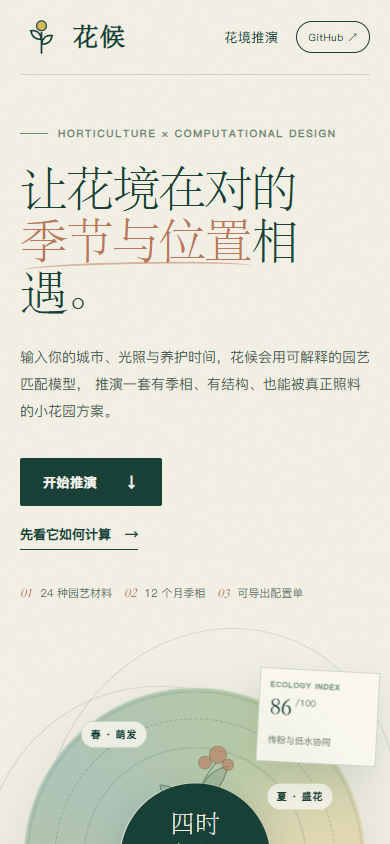 花候
花境推演
GitHub ↗
HORTICULTURE × COMPUTATIONAL DESIGN
让花境在对的
季节与位置相
遇。
输入你的城市、光照与养护时间，花候会用可解释的园艺
匹配模型， 推演一套有季相、有结构、也能被真正照料
的小花园方案。
开始推演 ↓
先看它如何计算 →
01 24 种园艺材料 02 12 个月季相 03 可导出配置单
ECOLOGY INDEX
86 /100
传粉与低水协同
春 · 萌发
夏 · 盛花
四时